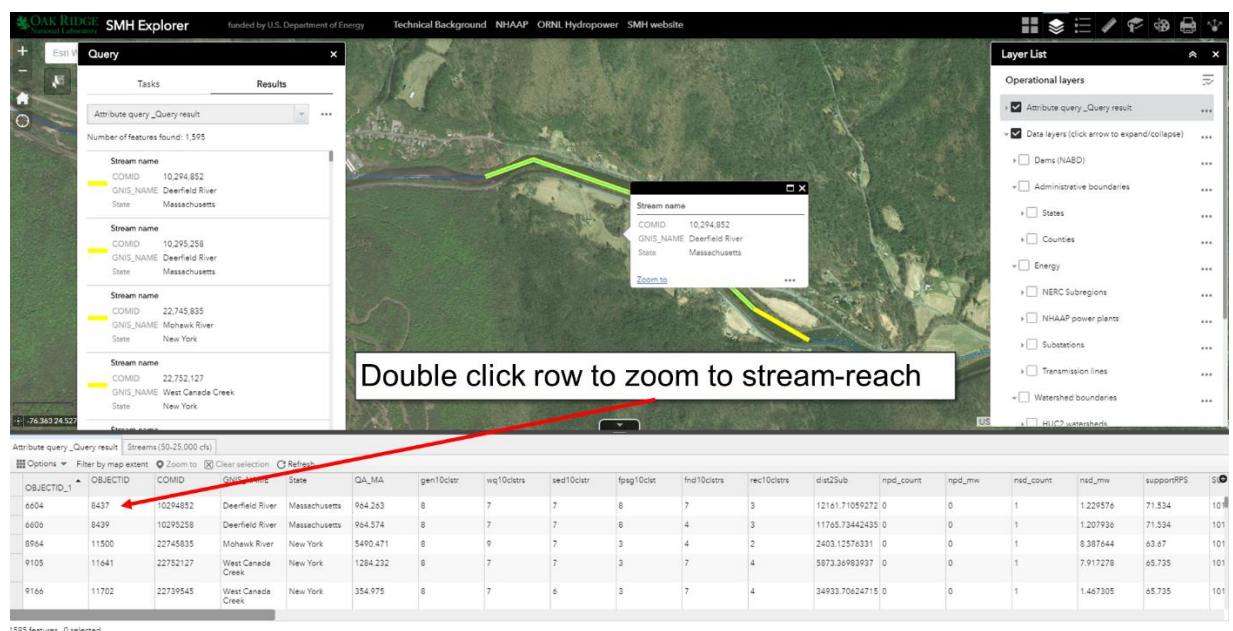 OAK RIDGE
National Laboratory
SMH Explorer
funded by U.S. Department of Energy
Technical Background NHAAP ORNL Hydropower SMH website
Esri W
Query
Tasks Results
Attribute query _Query result
Number of features found: 1,595
Stream name
COMID 10,294,852
GNIS_NAME Deerfield River
State Massachusetts
Stream name
COMID 10,295,258
GNIS_NAME Deerfield River
State Massachusetts
Stream name
COMID 22,745,835
GNIS_NAME Mohawk River
State New York
Stream name
COMID 22,752,127
GNIS_NAME West Canada Creek
State New York
Stream name
-76.363 24.527
Stream name
COMID 10,294,852
GNIS_NAME Deerfield River
State Massachusetts
Zoom to
Double click row to zoom to stream-reach
US
Layer List
Operational layers
Attribute query _Query result
Data layers (click arrow to expand/collapse)
Dams (NABD)
Administrative boundaries
States
Counties
Energy
NERC Subregions
NHAAP power plants
Substations
Transmission lines
Watershed boundaries
HUC2 watersheds
Attribute query _Query result Streams (50-25,000 cfs)
Options Filter by map extent Zoom to Clear selection Refresh
OBJECTID_1 OBJECTID COMID GNIS_NAME State QA_MA gen10clstr wq10clstrs sed10clstr fpsg10clst fnd10clstrs rec10clstrs dist2Sub npd_count npd_mw nsd_count nsd_mw supportRPS
6604 8437 10294852 Deerfield River Massachusetts 964.263 8 7 7 8 7 3 12161.71059272 0 0 1 1.229576 71.534 101
6606 8439 10295258 Deerfield River Massachusetts 964.574 8 7 7 8 4 3 11765.73442435 0 0 1 1.207936 71.534 101
8964 11500 22745835 Mohawk River New York 5490.471 8 9 7 3 4 2 2403.12576331 0 0 1 8.387644 63.67 101
9105 11641 22752127 West Canada Creek New York 1284.232 8 7 7 3 7 4 5873.36983937 0 0 1 7.917278 65.735 101
9166 11702 22739545 West Canada Creek New York 354.975 8 7 6 3 7 4 34933.70624715 0 0 1 1.467305 65.735 101
1595 features 0 selected